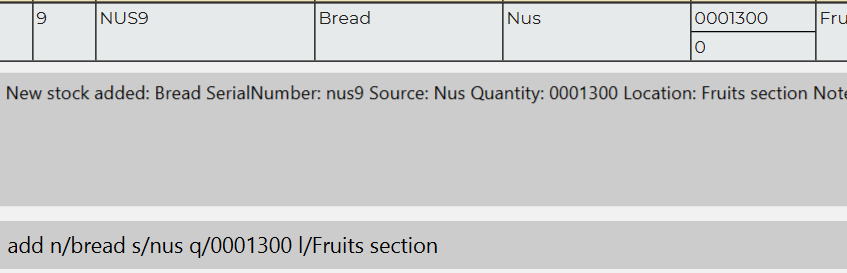 9 NUS9 Bread Nus 0001300 Fru
0
New stock added: Bread SerialNumber: nus9 Source: Nus Quantity: 0001300 Location: Fruits section Note
add n/bread s/nus q/0001300 l/Fruits section